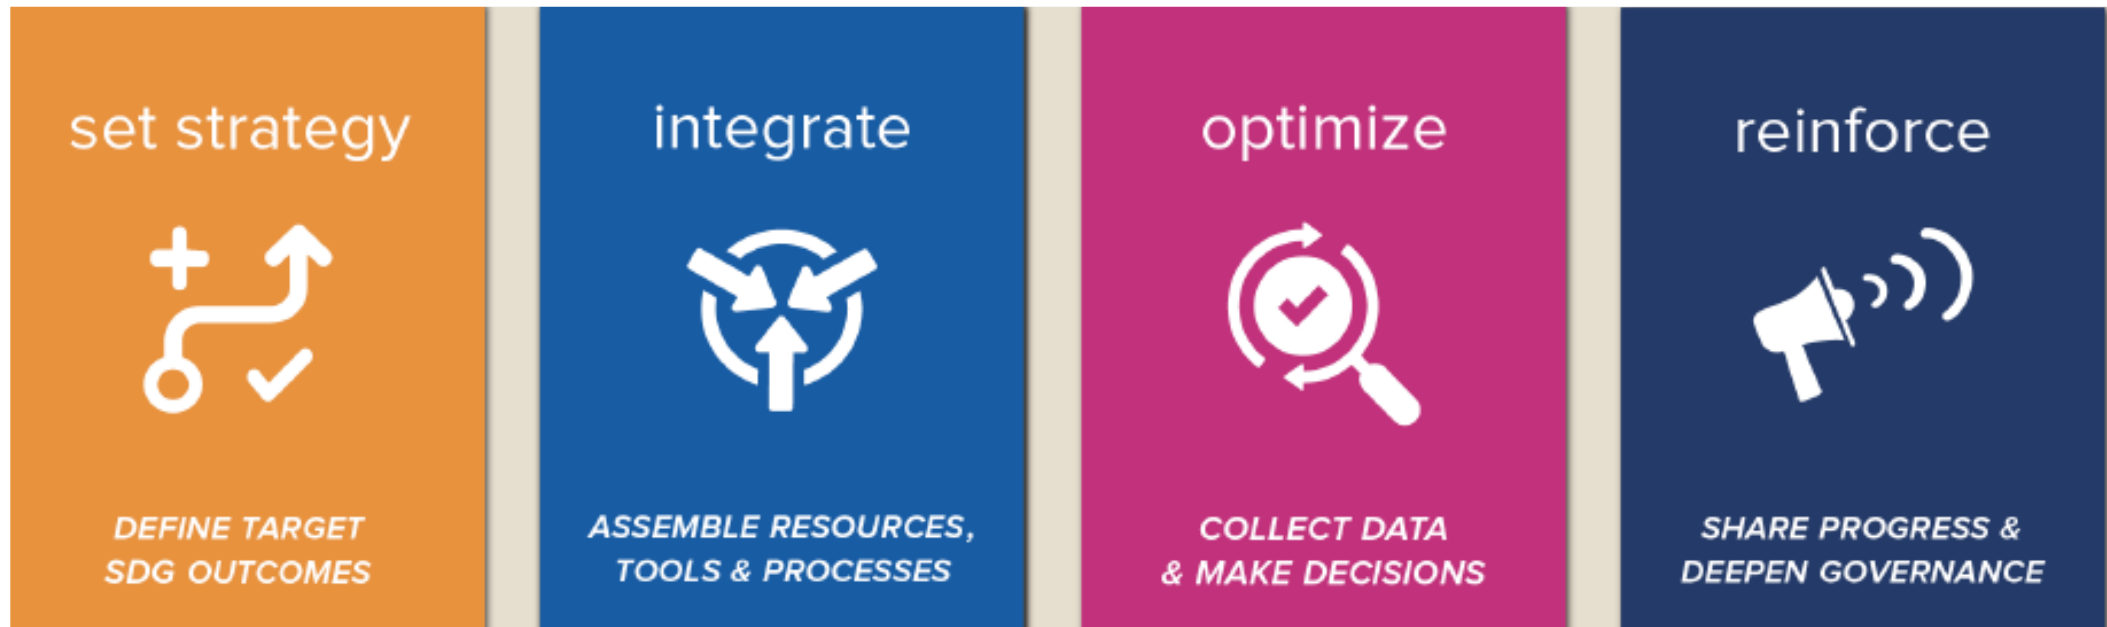 set strategy
DEFINE TARGET
SDG OUTCOMES
integrate
ASSEMBLE RESOURCES,
TOOLS & PROCESSES
optimize
COLLECT DATA
& MAKE DECISIONS
reinforce
SHARE PROGRESS &
DEEPEN GOVERNANCE